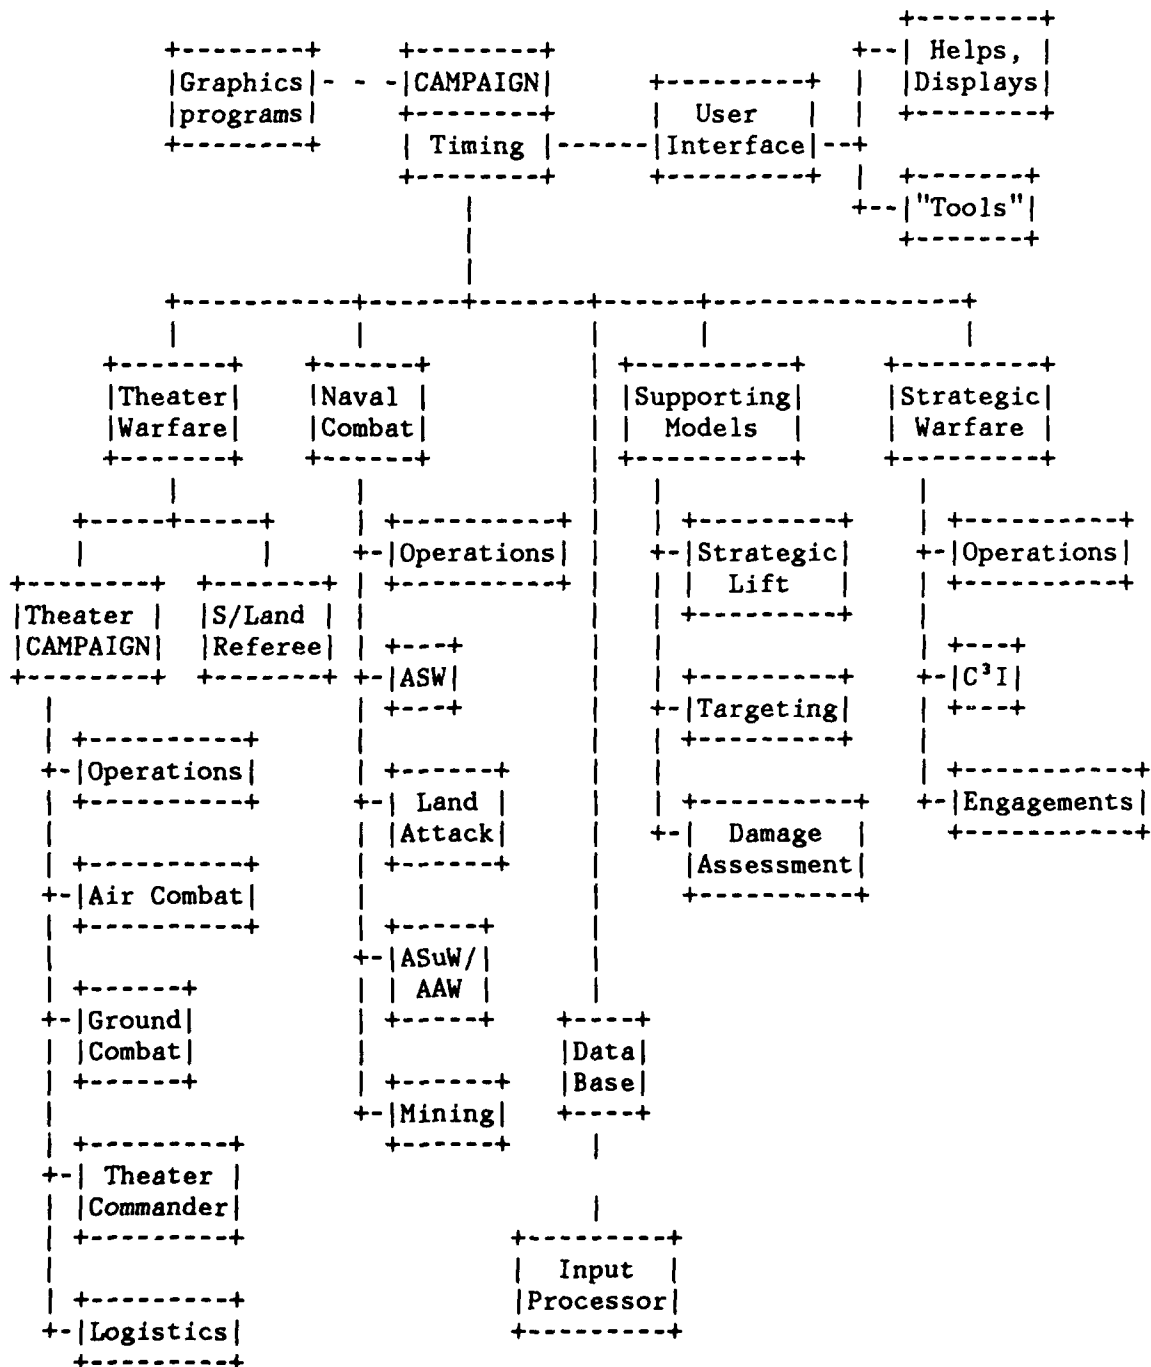 Helps,
Displays
Graphics
programs
CAMPAIGN
Timing
User
Interface
"Tools"
Theater
Warfare
Naval
Combat
Supporting
Models
Strategic
Warfare
Theater
CAMPAIGN
S/Land
Referee
Operations
Air Combat
Ground
Combat
Theater
Commander
Logistics
Operations
ASW
Land
Attack
ASuW/
AAW
Mining
Data
Base
Input
Processor
Strategic
Lift
Targeting
Damage
Assessment
Operations
C³I
Engagements